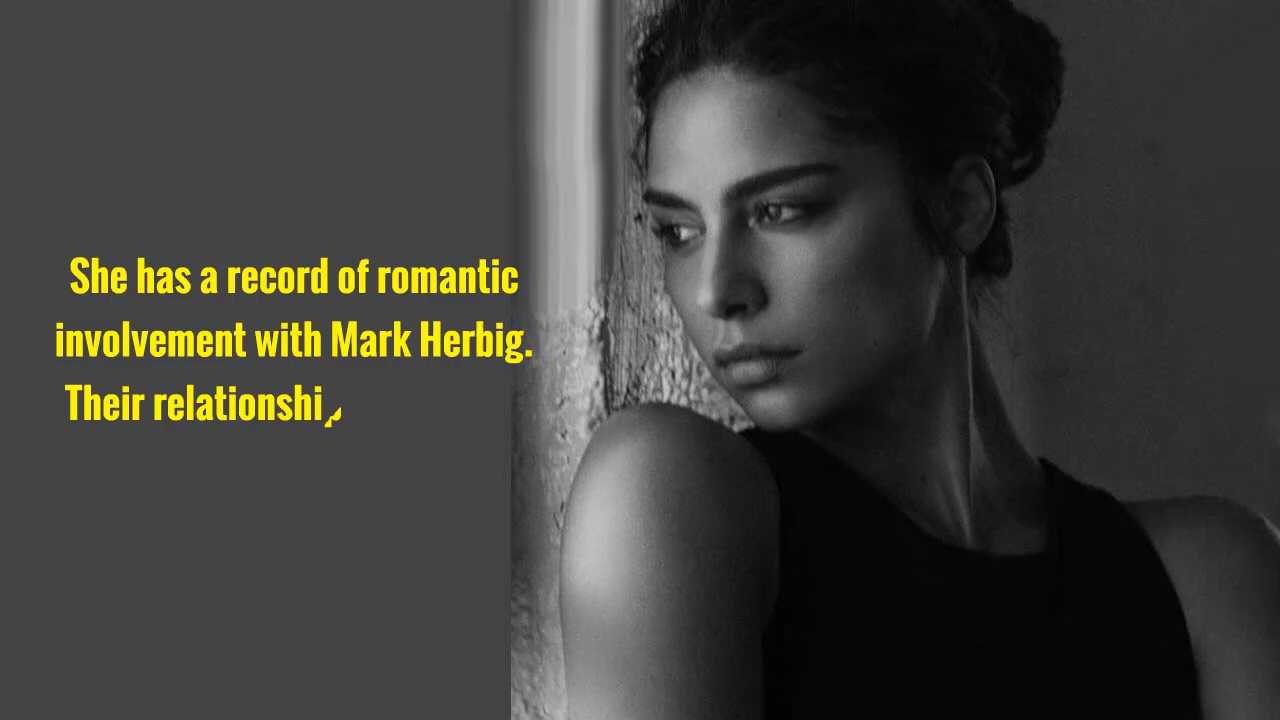 She has a record of romantic
involvement with Mark Herbig.
Their relationshi